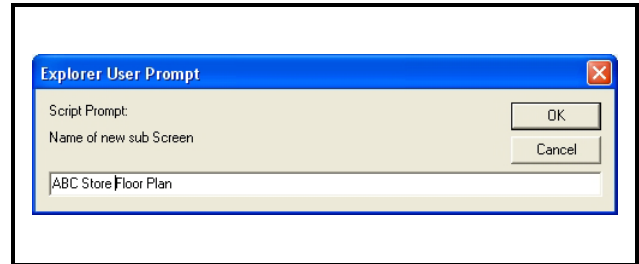 Explorer User Prompt
Script Prompt:
OK
Name of new sub Screen
Cancel
ABC Store Floor Plan